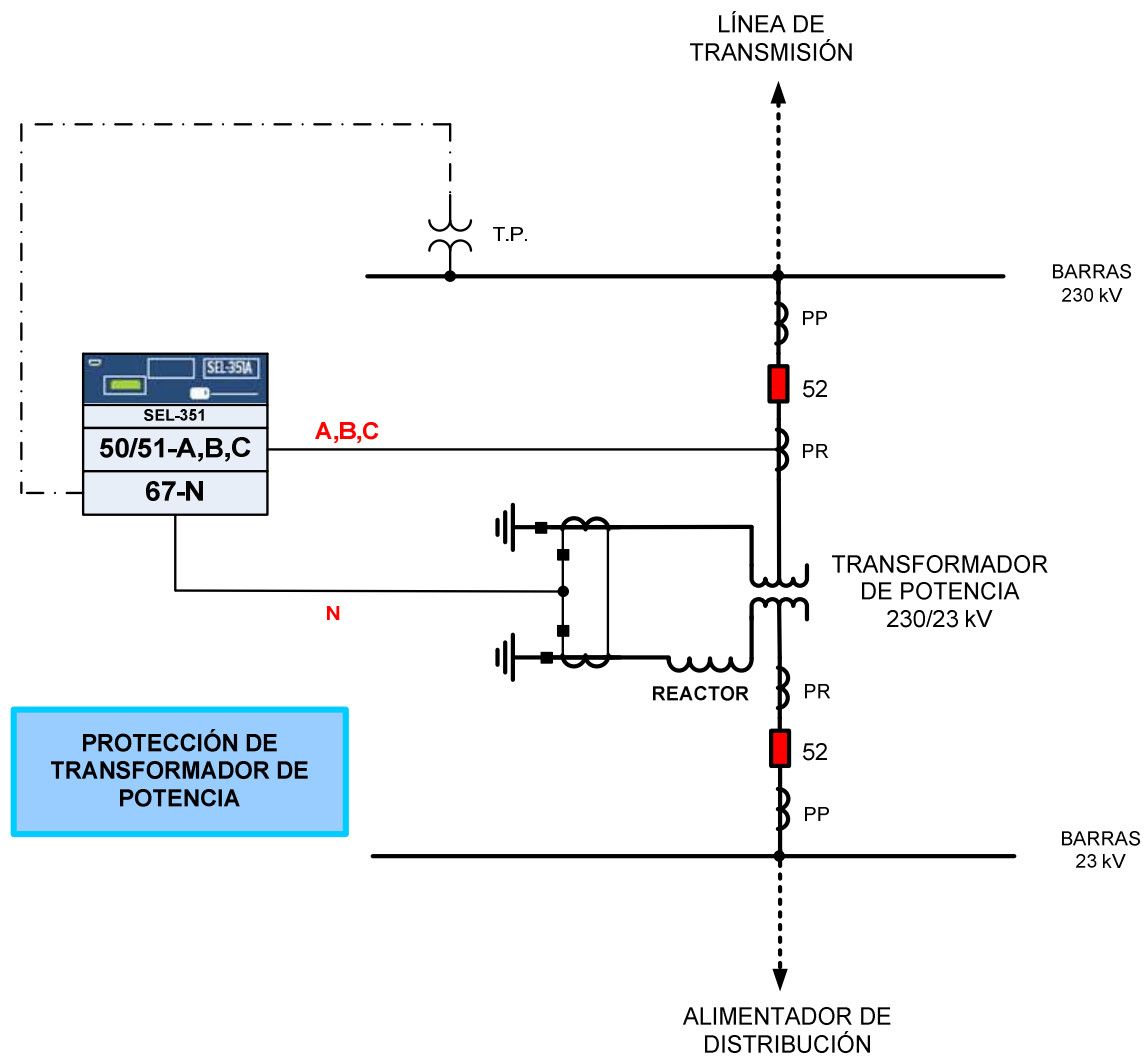 LÍNEA DE
TRANSMISIÓN
T.P.
BARRAS
230 kV
PP
SEL-351A
52
SEL-351
50/51-A,B,C
A,B,C
PR
67-N
TRANSFORMADOR
DE POTENCIA
230/23 kV
N
REACTOR
PR
PROTECCIÓN DE
TRANSFORMADOR DE
POTENCIA
52
PP
BARRAS
23 kV
ALIMENTADOR DE
DISTRIBUCIÓN